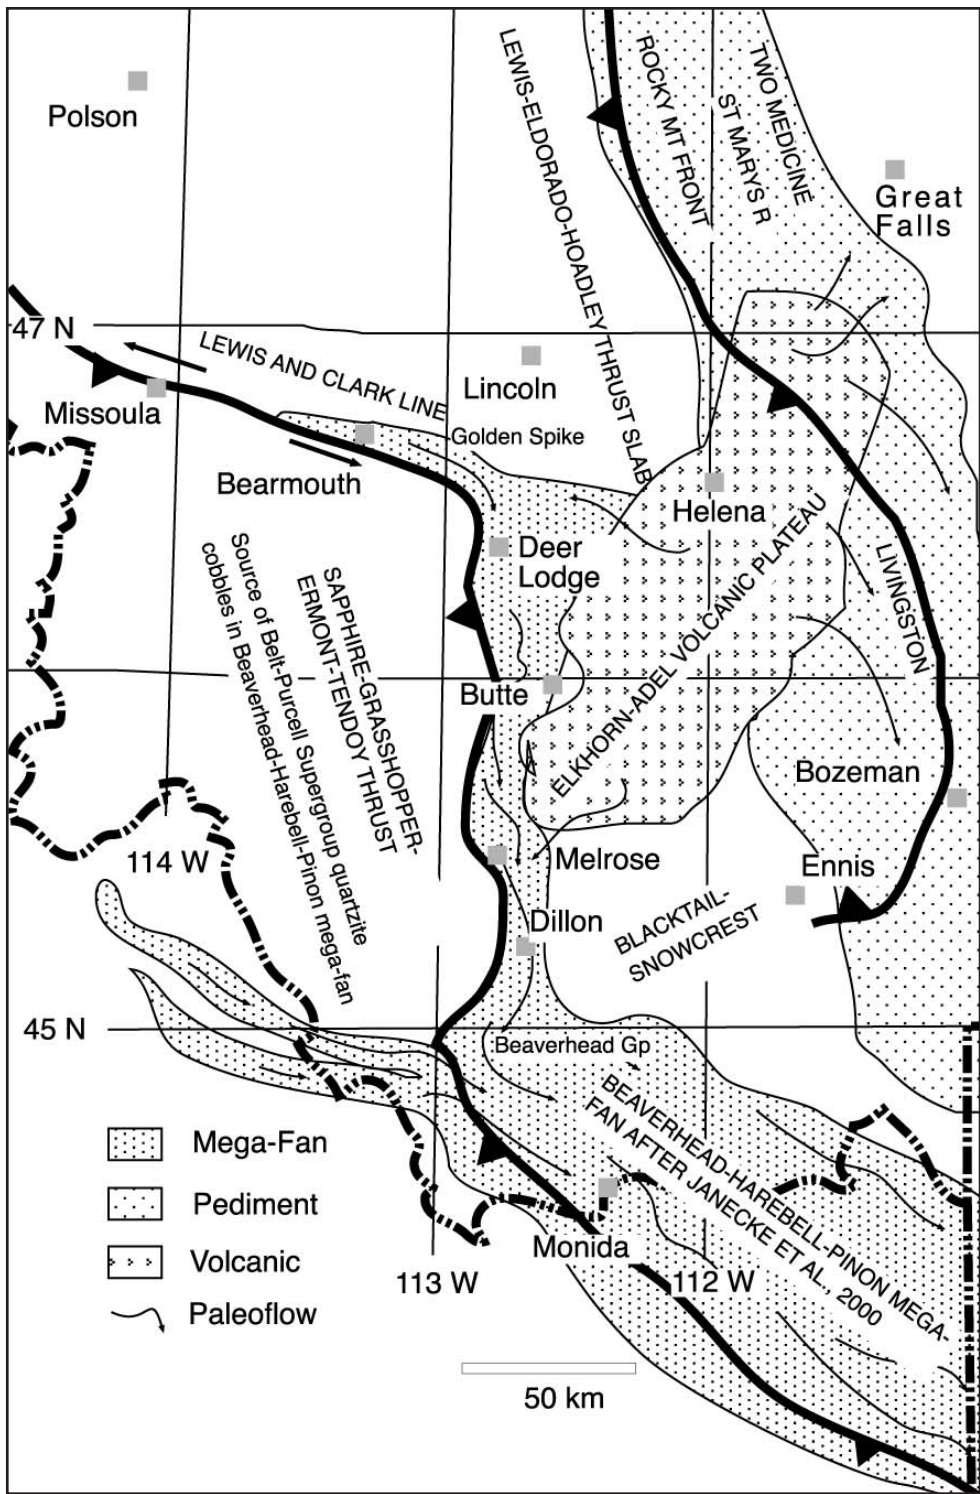 Polson
LEWIS-ELDORADO-HOADLEY THRUST SLAB
ROCKY MT FRONT
ST MARYS R
TWO MEDICINE
Great
Falls
47 N
LEWIS AND CLARK LINE
Lincoln
Missoula
Golden Spike
Bearmouth
Helena
Deer
Lodge
ELKHORN-ADEL VOLCANIC PLATEAU
LIVINGSTON
SAPPHIRE-GRASSHOPPER-
ERMONT-TENDOY THRUST
Source of Belt-Purcell Supergroup quartzite
cobbles in Beaverhead-Harebell-Pinon mega-fan
Butte
Bozeman
114 W
Melrose
Ennis
Dillon
BLACKTAIL-
SNOWCREST
45 N
Beaverhead Gp
BEAVERHEAD-HAREBELL-PINON MEGA-
FAN AFTER JANECKE ET AL., 2000
Mega-Fan
Pediment
Volcanic
Paleoflow
Monida
113 W
112 W
50 km